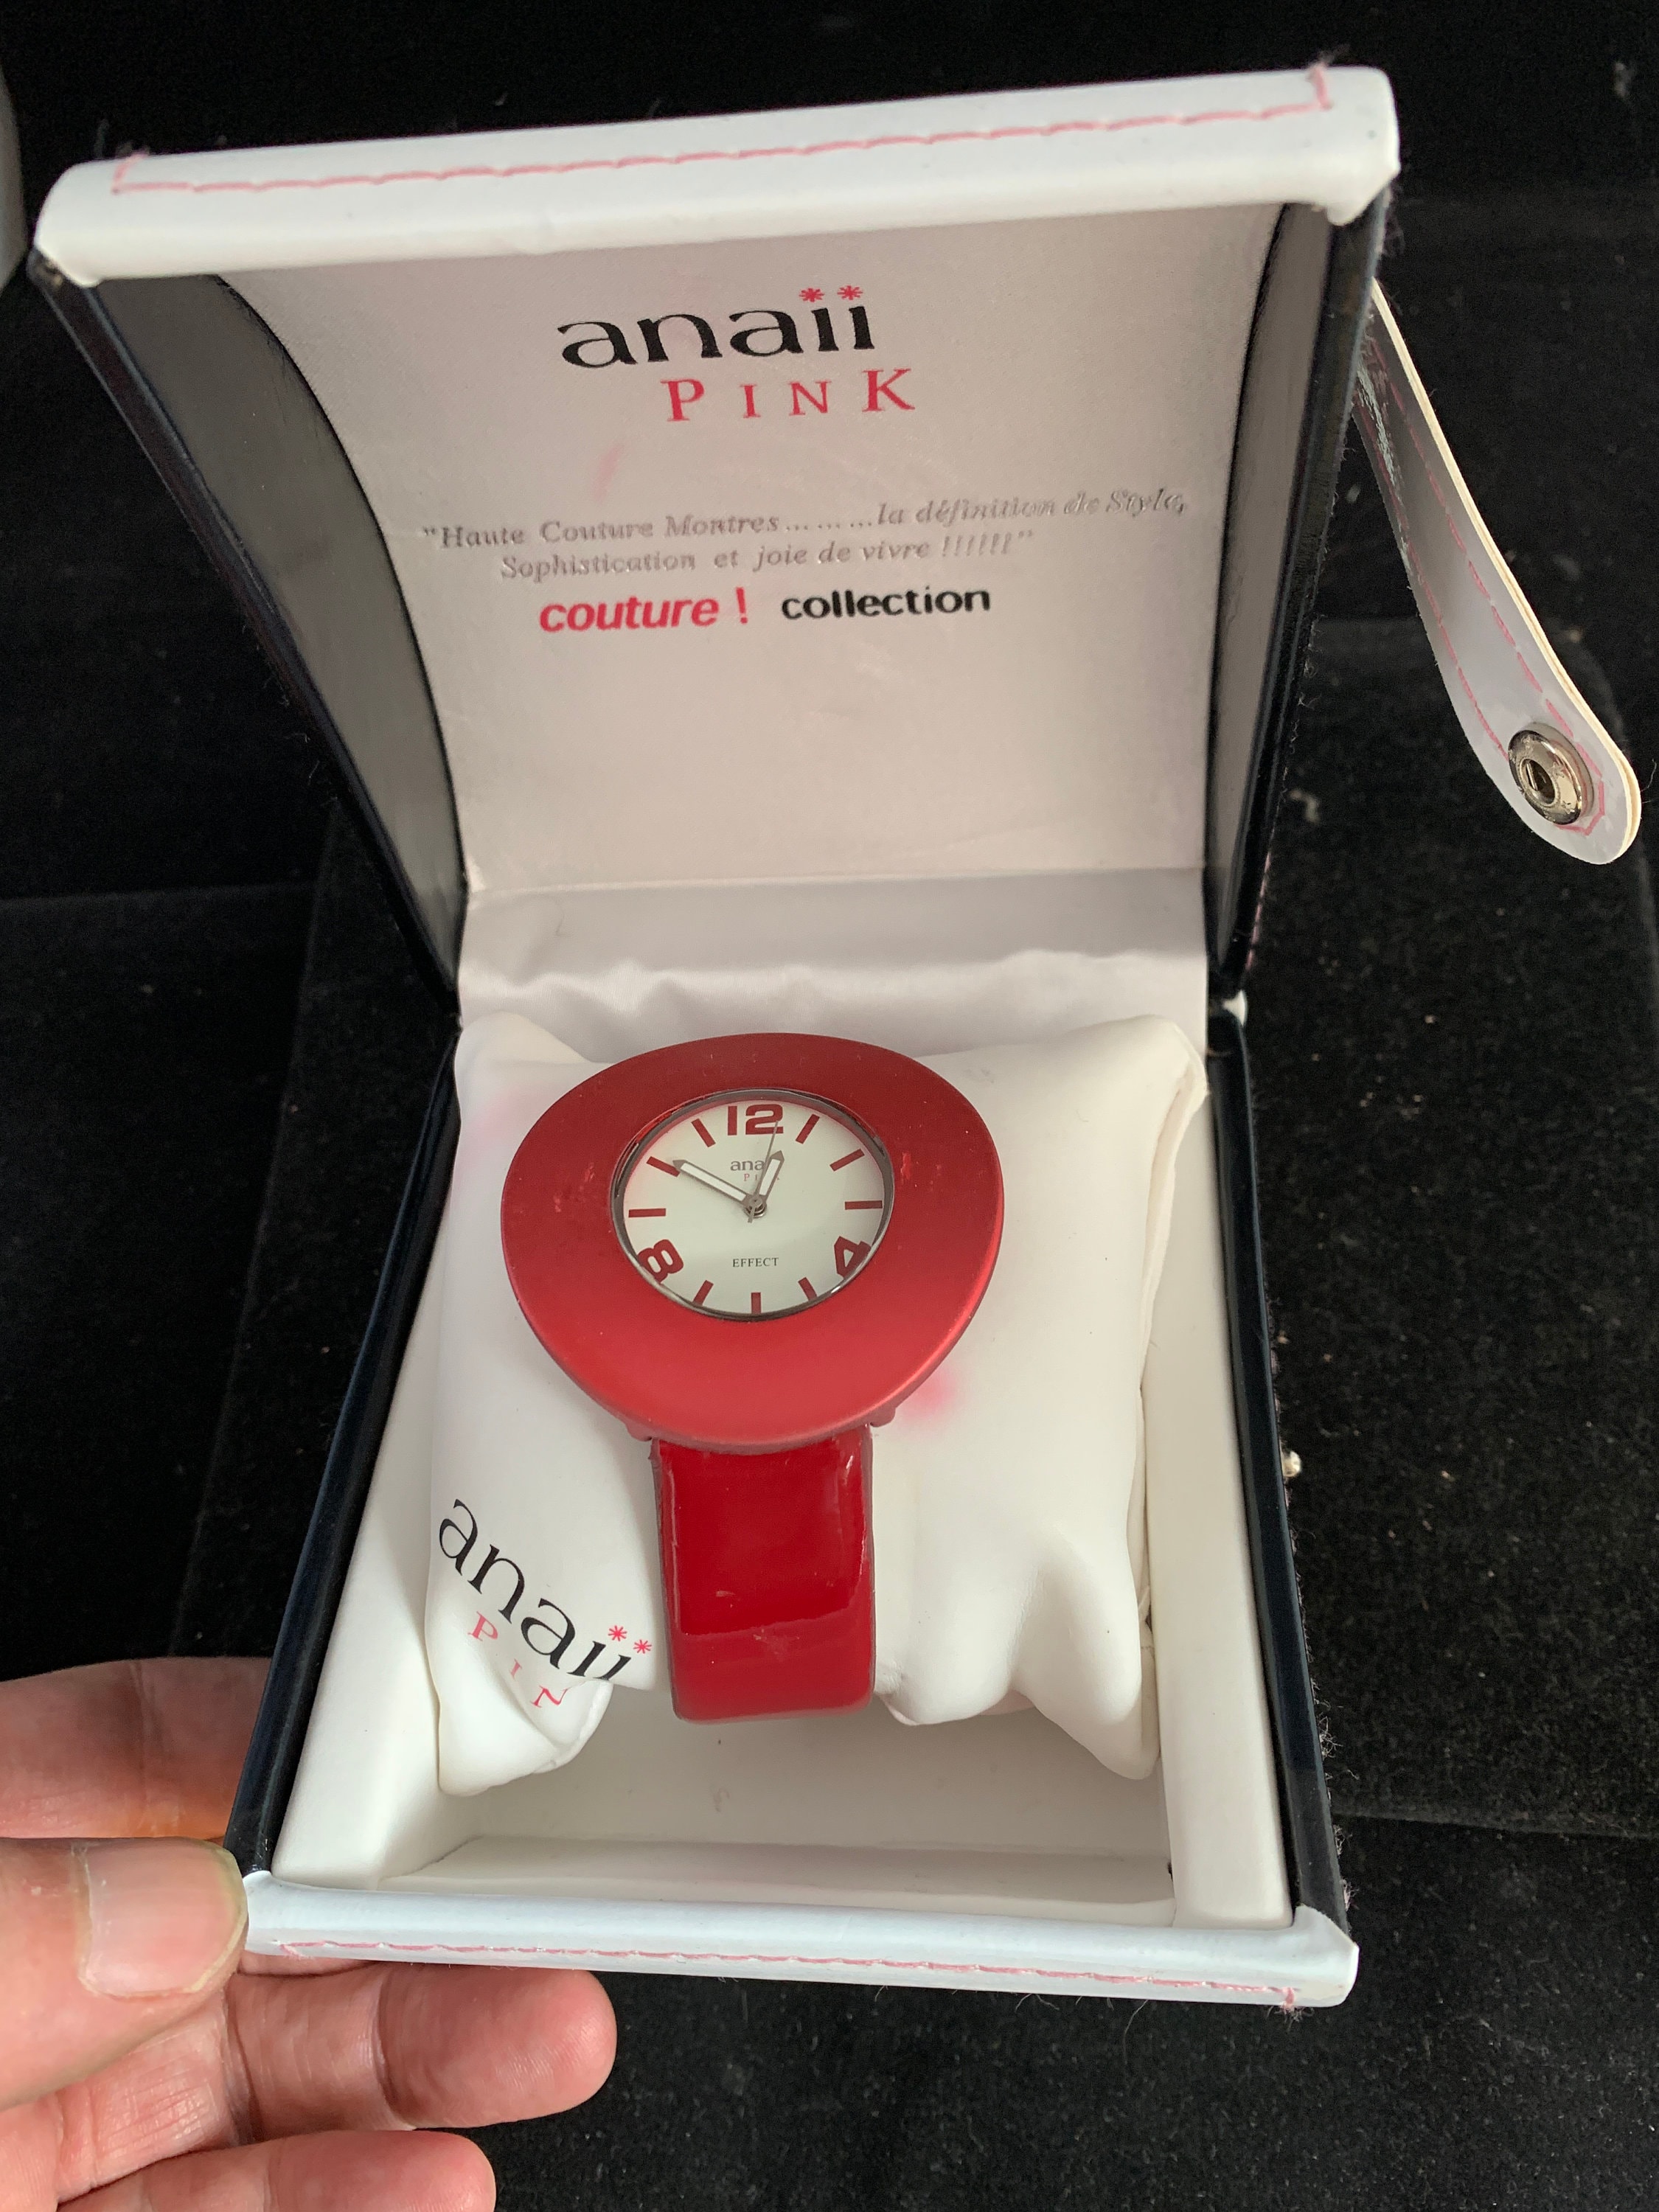 anaii
PINK
"Haute Couture Montres.........la définition de Style,
Sophistication et joie de vivre !!!!!!"
couture ! collection
12
EFFECT
8
4
anaii
PIN